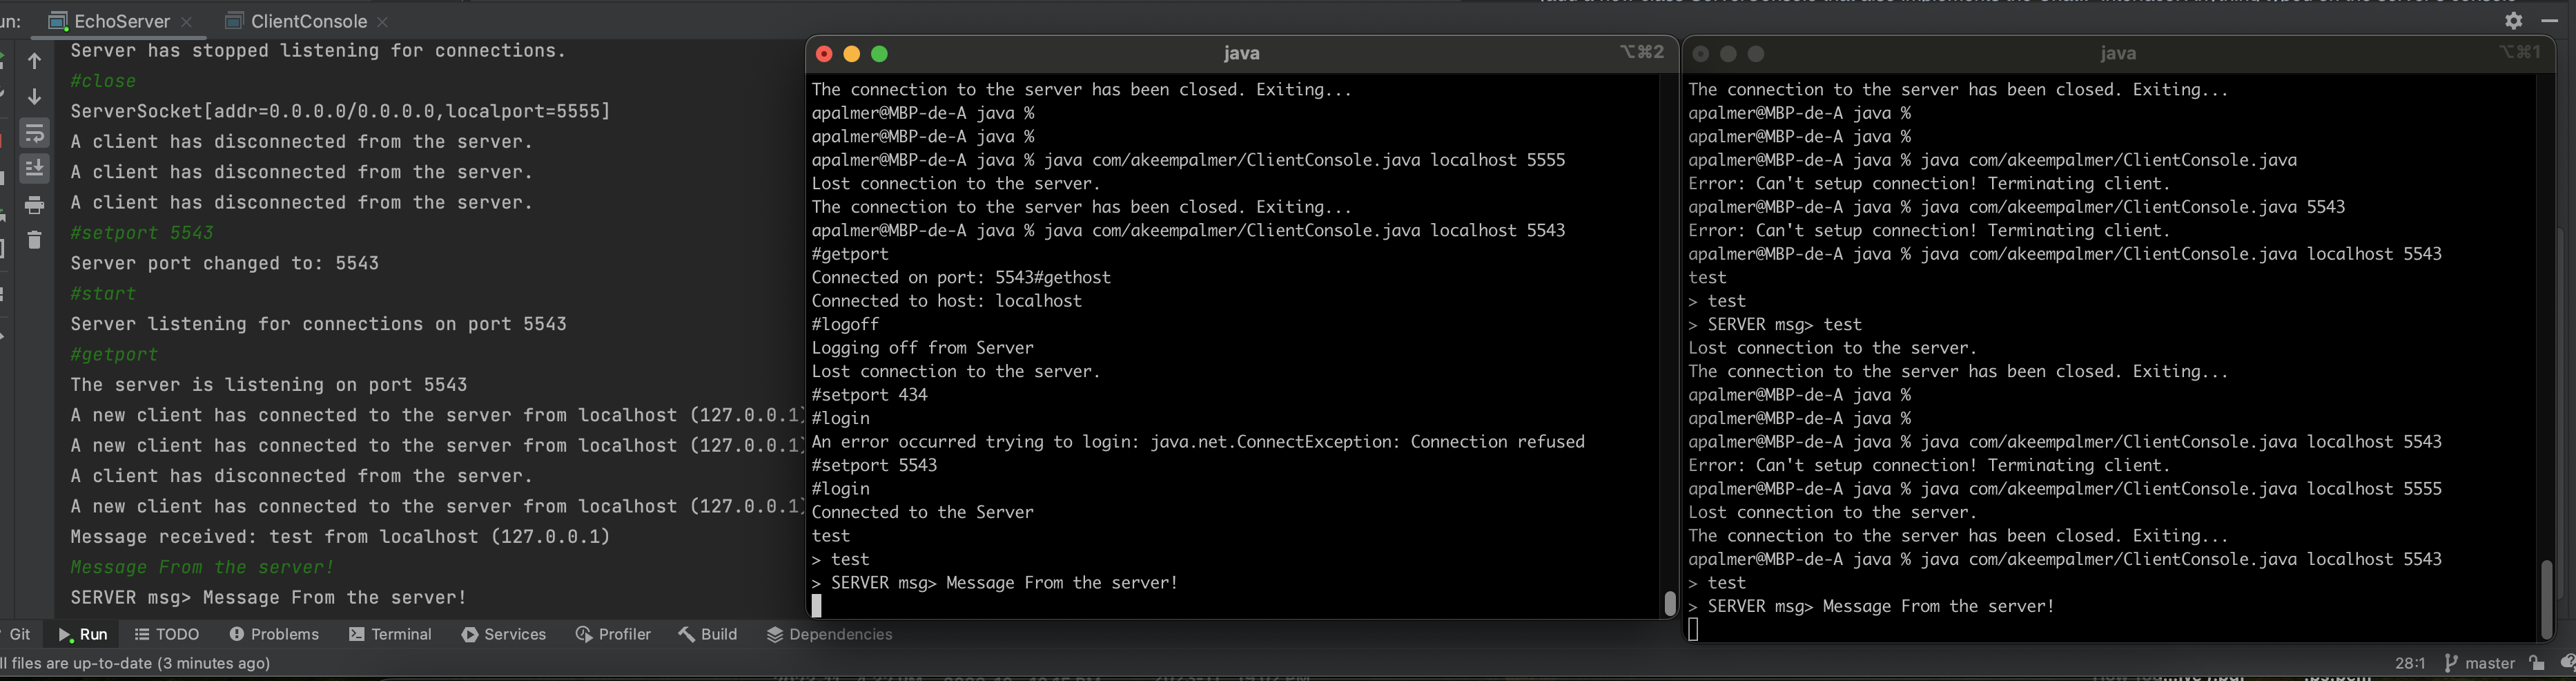 un:
EchoServer
ClientConsole
Server has stopped listening for connections.
#close
ServerSocket[addr=0.0.0.0/0.0.0.0,localport=5555]
A client has disconnected from the server.
A client has disconnected from the server.
A client has disconnected from the server.
#setport 5543
Server port changed to: 5543
#start
Server listening for connections on port 5543
#getport
The server is listening on port 5543
A new client has connected to the server from localhost (127.0.0.1)
A new client has connected to the server from localhost (127.0.0.1)
A client has disconnected from the server.
A new client has connected to the server from localhost (127.0.0.1)
Message received: test from localhost (127.0.0.1)
Message From the server!
SERVER msg> Message From the server!
java
⌥⌘2
The connection to the server has been closed. Exiting...
apalmer@MBP-de-A java %
apalmer@MBP-de-A java %
apalmer@MBP-de-A java % java com/akeempalmer/ClientConsole.java localhost 5555
Lost connection to the server.
The connection to the server has been closed. Exiting...
apalmer@MBP-de-A java % java com/akeempalmer/ClientConsole.java localhost 5543
#getport
Connected on port: 5543#gethost
Connected to host: localhost
#logoff
Logging off from Server
Lost connection to the server.
#setport 434
#login
An error occurred trying to login: java.net.ConnectException: Connection refused
#setport 5543
#login
Connected to the Server
test
> test
> SERVER msg> Message From the server!
java
⌥⌘1
The connection to the server has been closed. Exiting...
apalmer@MBP-de-A java %
apalmer@MBP-de-A java %
apalmer@MBP-de-A java % java com/akeempalmer/ClientConsole.java
Error: Can't setup connection! Terminating client.
apalmer@MBP-de-A java % java com/akeempalmer/ClientConsole.java 5543
Error: Can't setup connection! Terminating client.
apalmer@MBP-de-A java % java com/akeempalmer/ClientConsole.java localhost 5543
test
> test
> SERVER msg> test
Lost connection to the server.
The connection to the server has been closed. Exiting...
apalmer@MBP-de-A java %
apalmer@MBP-de-A java %
apalmer@MBP-de-A java % java com/akeempalmer/ClientConsole.java localhost 5543
Error: Can't setup connection! Terminating client.
apalmer@MBP-de-A java % java com/akeempalmer/ClientConsole.java localhost 5555
Lost connection to the server.
The connection to the server has been closed. Exiting...
apalmer@MBP-de-A java % java com/akeempalmer/ClientConsole.java localhost 5543
> test
> SERVER msg> Message From the server!
Git Run TODO Problems Terminal Services Profiler Build Dependencies
ll files are up-to-date (3 minutes ago)
28:1 master